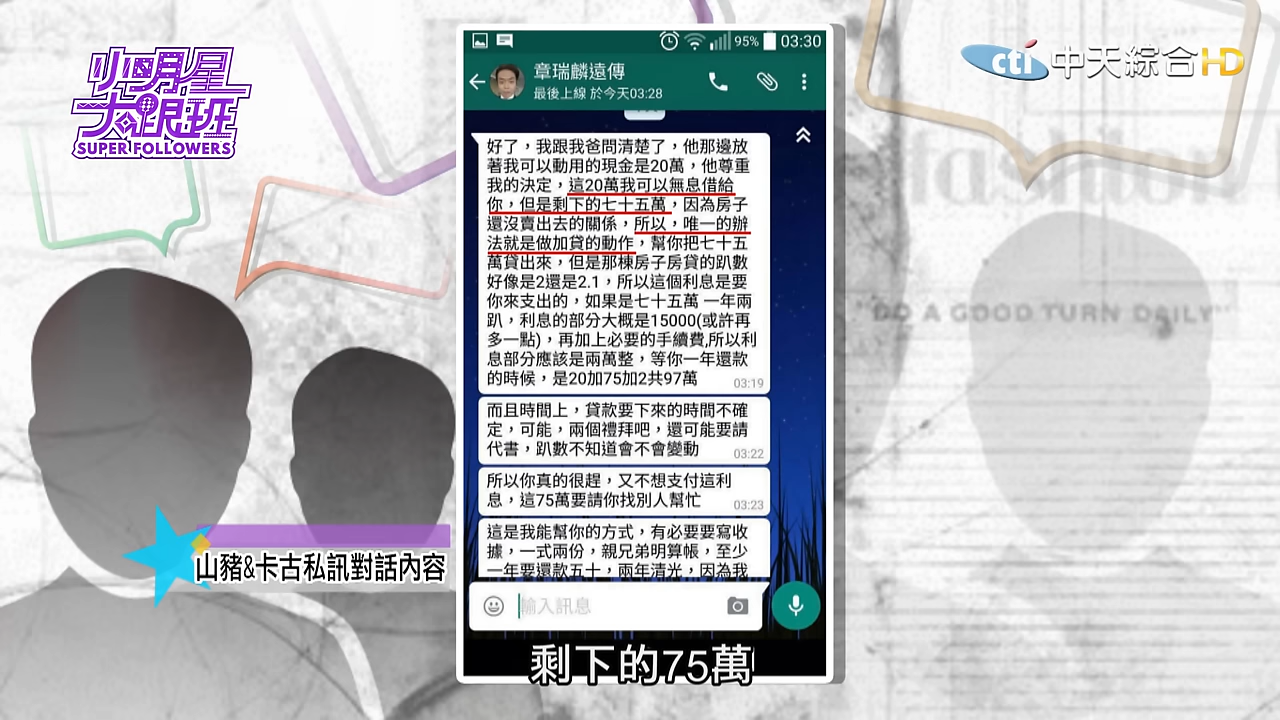 小明星
大跟班
SUPER FOLLOWERS
cti 中天綜合HD
95% 03:30
章瑞麟遠傳
最後上線 於今天03:28
好了，我跟我爸問清楚了，他那邊放
著我可以動用的現金是20萬，他尊重
我的決定，這20萬我可以無息借給
你，但是剩下的七十五萬，因為房子
還沒賣出去的關係，所以，唯一的辦
法就是做加貸的動作，幫你把七十五
萬貸出來，但是那棟房子房貸的趴數
好像是2還是2.1，所以這個利息是要
你來支出的，如果是七十五萬 一年兩
趴，利息的部分大概是15000(或許再
多一點)，再加上必要的手續費,所以利
息部分應該是兩萬整，等你一年還款
的時候，是20加75加2共97萬
03:19
而且時間上，貸款要下來的時間不確
定，可能，兩個禮拜吧，還可能要請
代書，趴數不知道會不會變動
03:22
所以你真的很趕，又不想支付這利
息，這75萬要請你找別人幫忙
03:23
這是我能幫你的方式，有必要要寫收
據，一式兩份，親兄弟明算帳，至少
一年要還款五十，兩年清光，因為我
輸入訊息
"DO A GOOD TURN DAILY"
山豬&卡古私訊對話內容
剩下的75萬